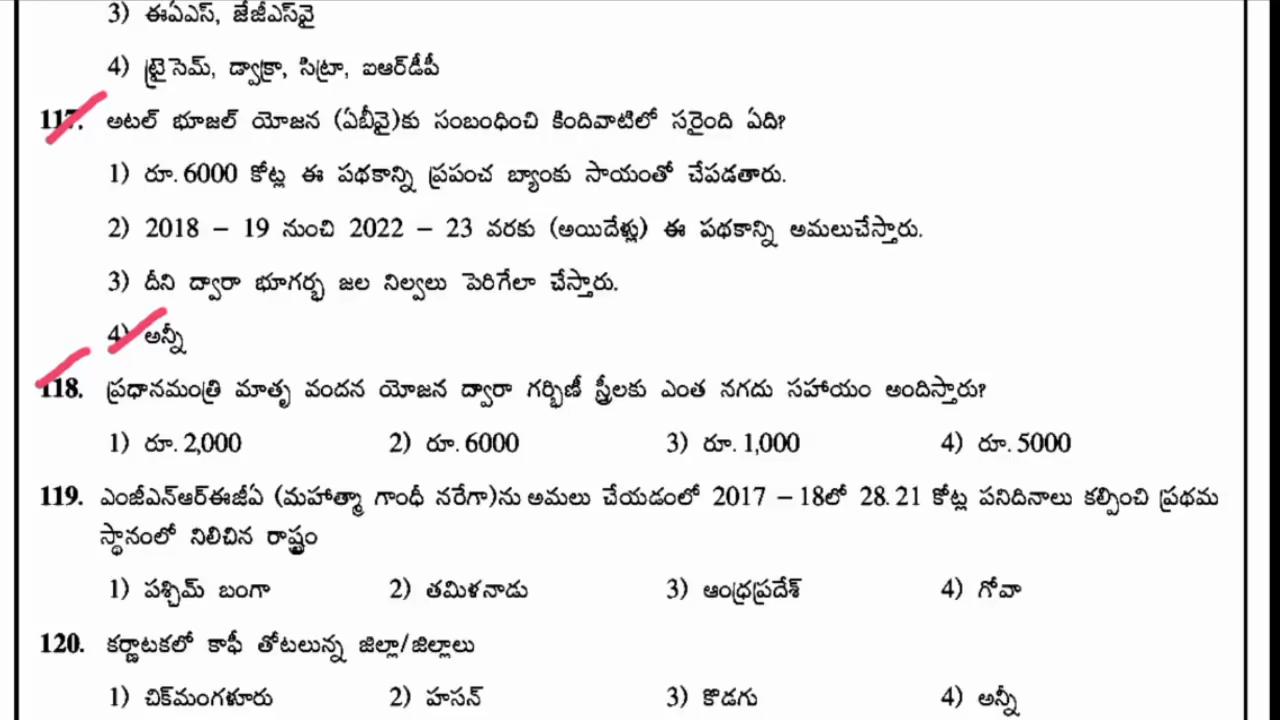 3) ఈఏఎస్, జేజీఎస్‌వై
4) ట్రైసెమ్, డ్వాక్రా, సిట్రా, ఐఆర్‌డీపీ
117. అటల్ భూజల్ యోజన (ఏబీవై)కు సంబంధించి కిందివాటిలో సరైంది ఏది?
1) రూ.6000 కోట్ల ఈ పథకాన్ని ప్రపంచ బ్యాంకు సాయంతో చేపడతారు.
2) 2018 – 19 నుంచి 2022 – 23 వరకు (అయిదేళ్లు) ఈ పథకాన్ని అమలుచేస్తారు.
3) దీని ద్వారా భూగర్భ జల నిల్వలు పెరిగేలా చేస్తారు.
4) అన్నీ
118. ప్రధానమంత్రి మాతృ వందన యోజన ద్వారా గర్భిణీ స్త్రీలకు ఎంత నగదు సహాయం అందిస్తారు?
1) రూ.2,000 2) రూ.6000 3) రూ.1,000 4) రూ.5000
119. ఎంజీఎన్‌ఆర్‌ఈజీఏ (మహాత్మా గాంధీ నరేగా)ను అమలు చేయడంలో 2017 – 18లో 28.21 కోట్ల పనిదినాలు కల్పించి ప్రథమ
స్థానంలో నిలిచిన రాష్ట్రం
1) పశ్చిమ్ బంగా 2) తమిళనాడు 3) ఆంధ్రప్రదేశ్ 4) గోవా
120. కర్ణాటకలో కాఫీ తోటలున్న జిల్లా/జిల్లాలు
1) చిక్‌మంగళూరు 2) హసన్ 3) కొడగు 4) అన్నీ